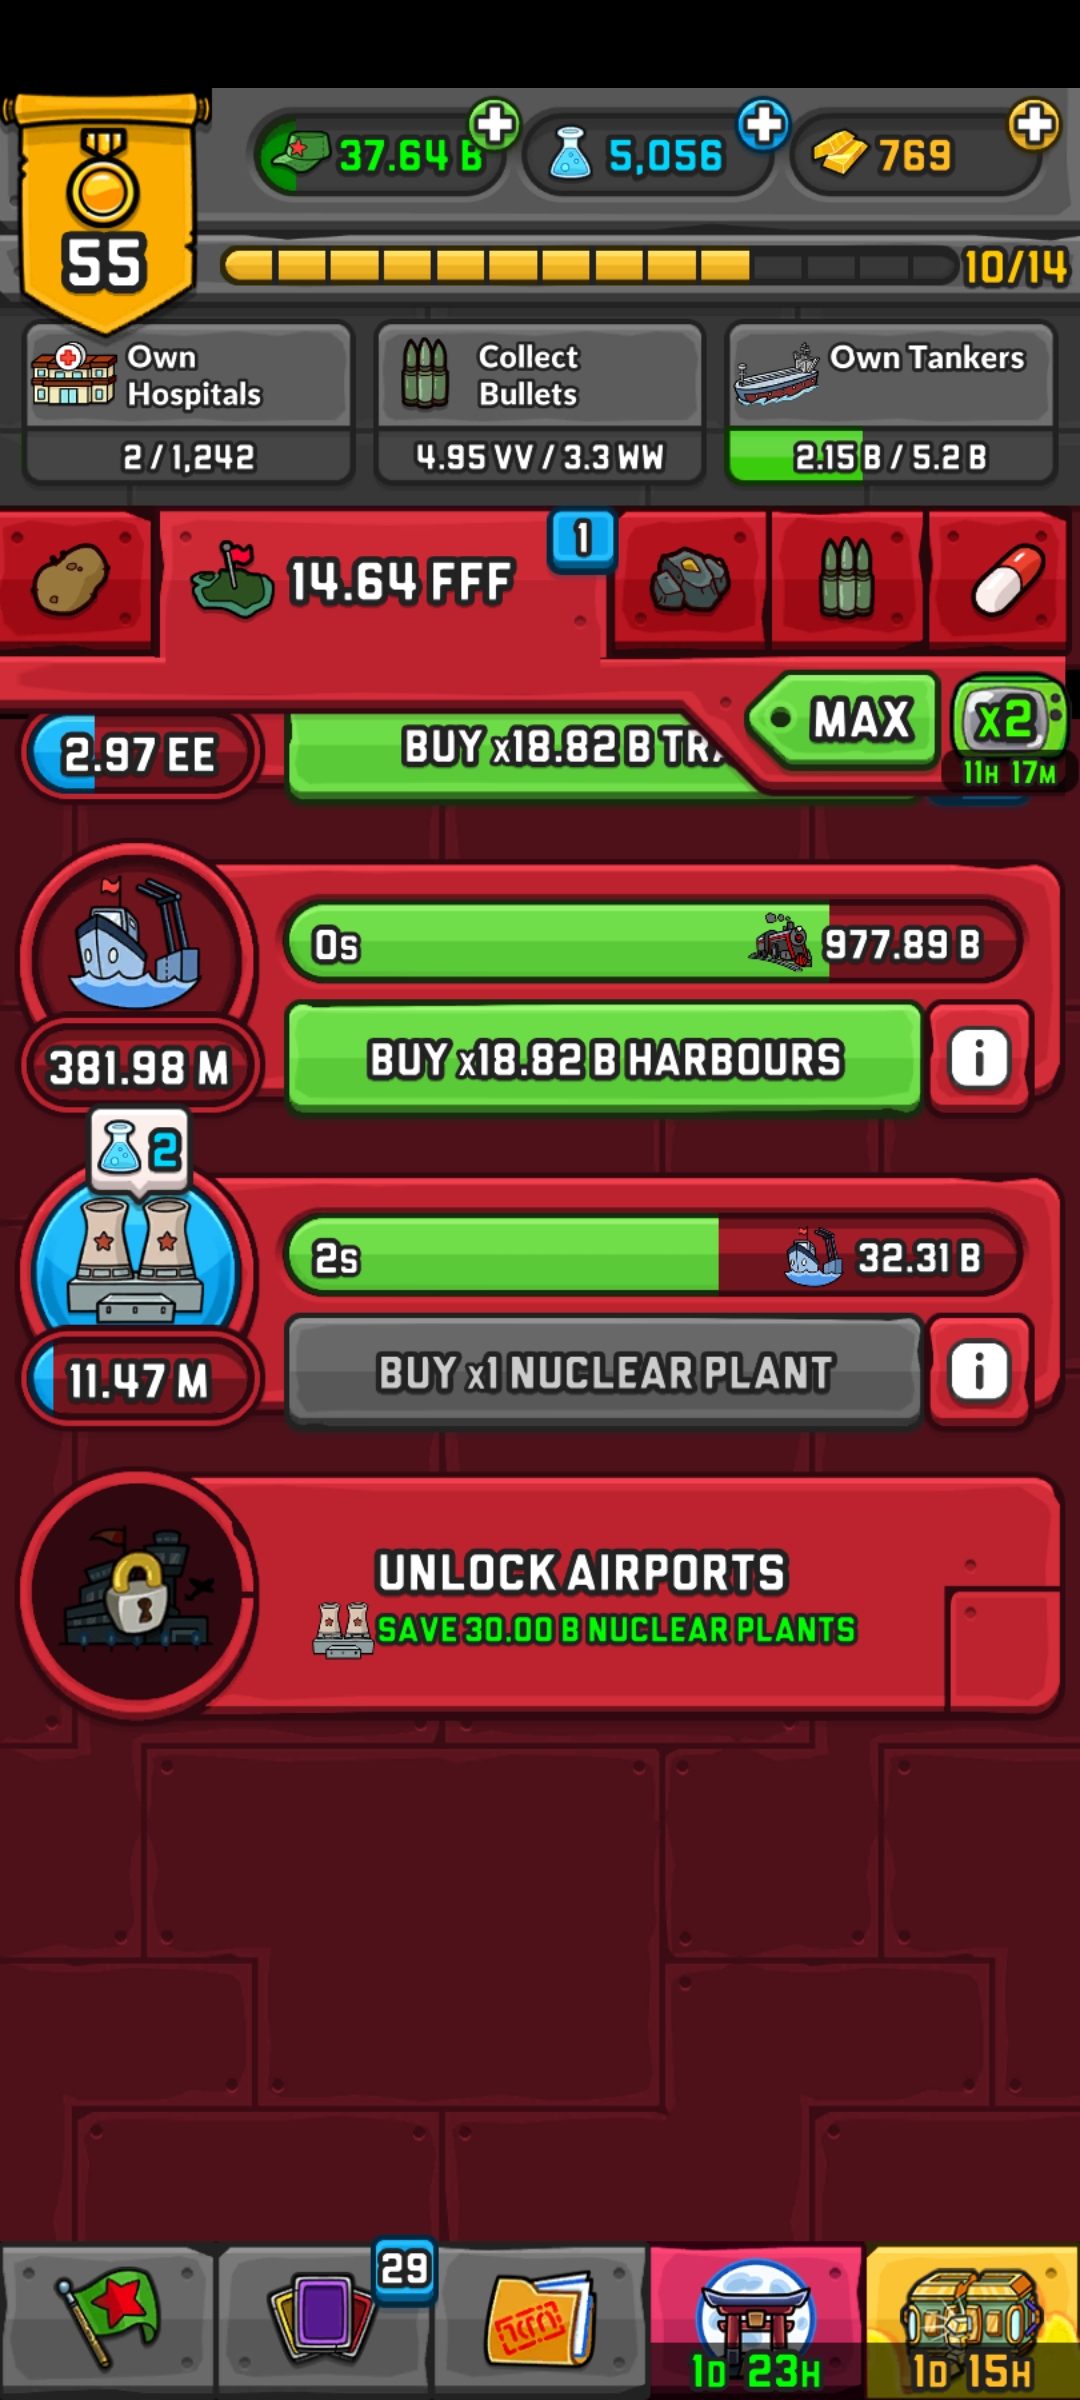 37.64 B
5,056
769
55
10/14
Own
Hospitals
2 / 1,242
Collect
Bullets
4.95 VV / 3.3 WW
Own Tankers
2.15 B / 5.2 B
14.64 FFF
1
MAX
x2
11H 17M
2.97 EE
BUY x18.82 B TRA
0s
977.89 B
381.98 M
BUY x18.82 B HARBOURS
i
2
2s
32.31 B
11.47 M
BUY x1 NUCLEAR PLANT
i
UNLOCK AIRPORTS
SAVE 30.00 B NUCLEAR PLANTS
29
1D 23H
1D 15H